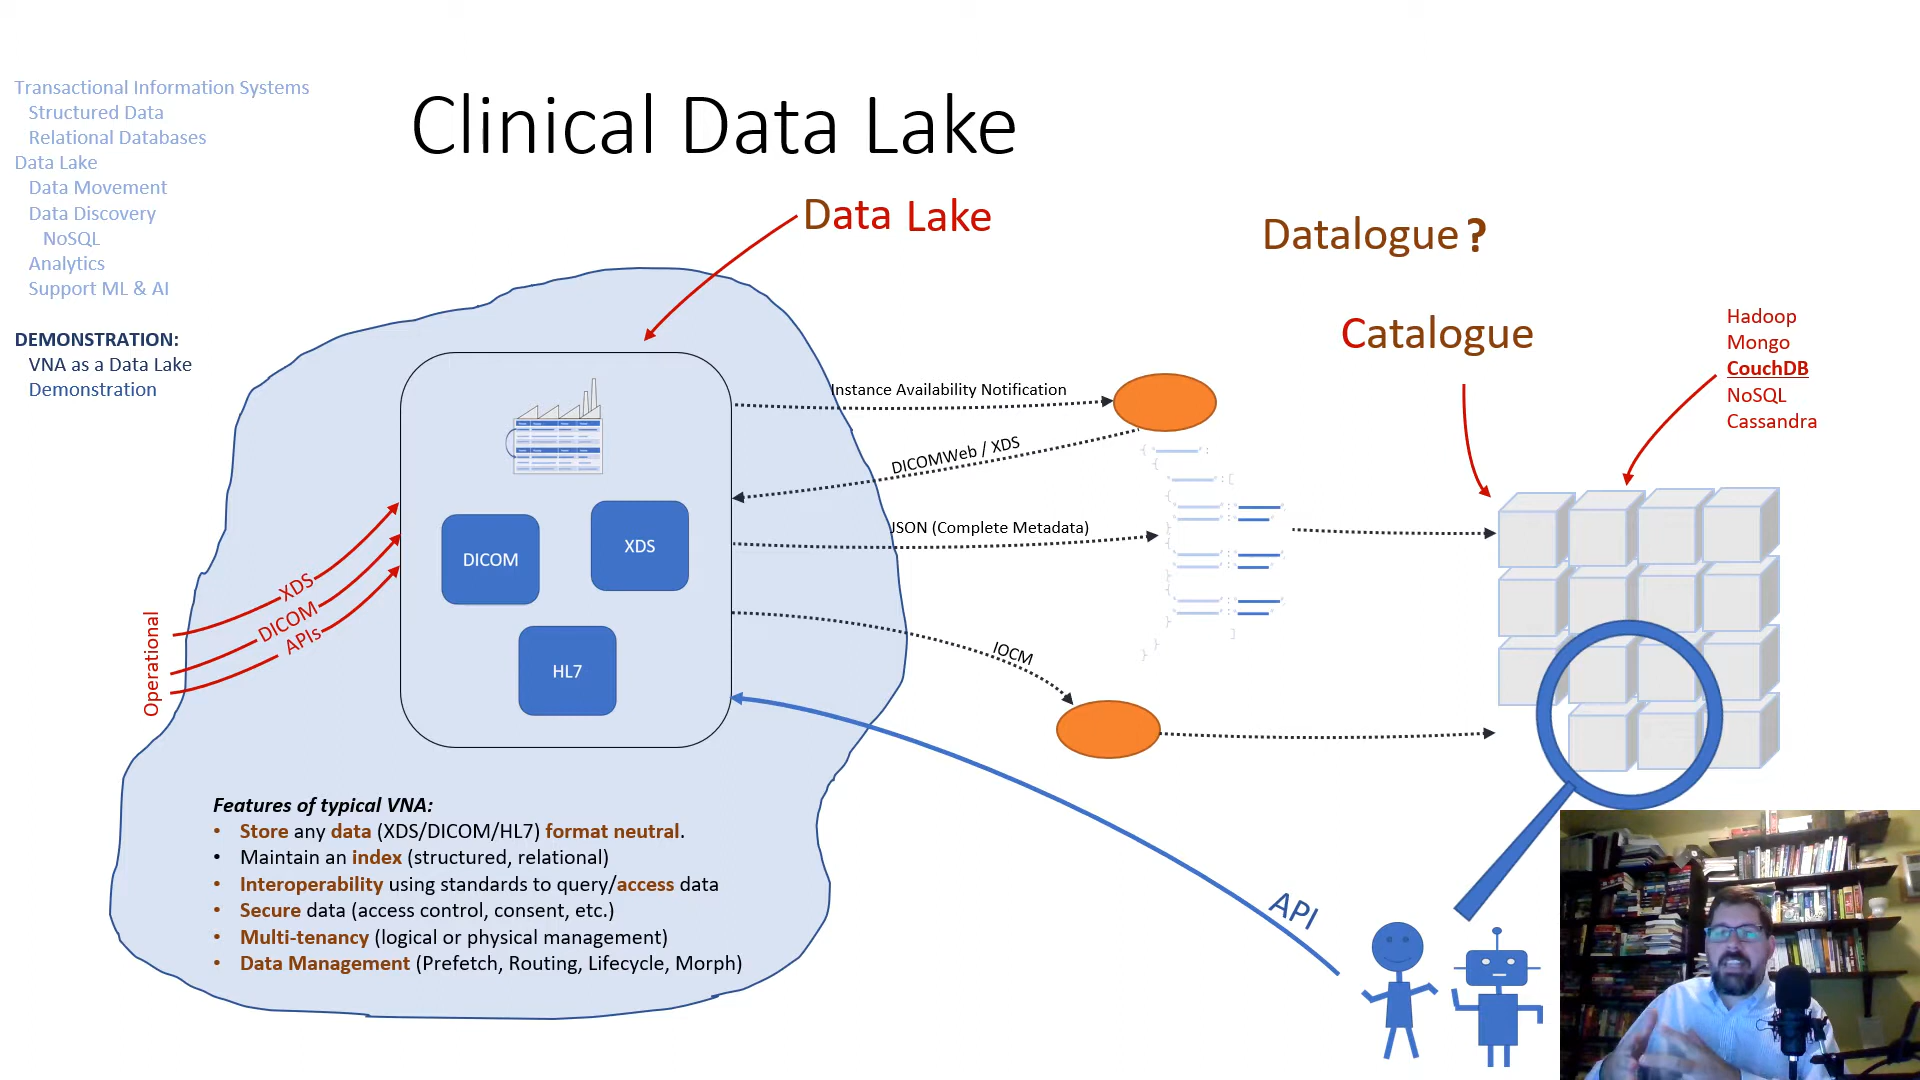 Clinical Data Lake
Transactional Information Systems
Structured Data
Relational Databases
Data Lake
Data Movement
Data Discovery
NoSQL
Analytics
Support ML & AI
DEMONSTRATION:
VNA as a Data Lake
Demonstration
Data Lake
Datalogue ?
Catalogue
Hadoop
Mongo
CouchDB
NoSQL
Cassandra
Instance Availability Notification
DICOMWeb / XDS
JSON (Complete Metadata)
IOCM
DICOM
XDS
HL7
Operational
XDS
DICOM
APIs
API
Features of typical VNA:
• Store any data (XDS/DICOM/HL7) format neutral.
• Maintain an index (structured, relational)
• Interoperability using standards to query/access data
• Secure data (access control, consent, etc.)
• Multi-tenancy (logical or physical management)
• Data Management (Prefetch, Routing, Lifecycle, Morph)